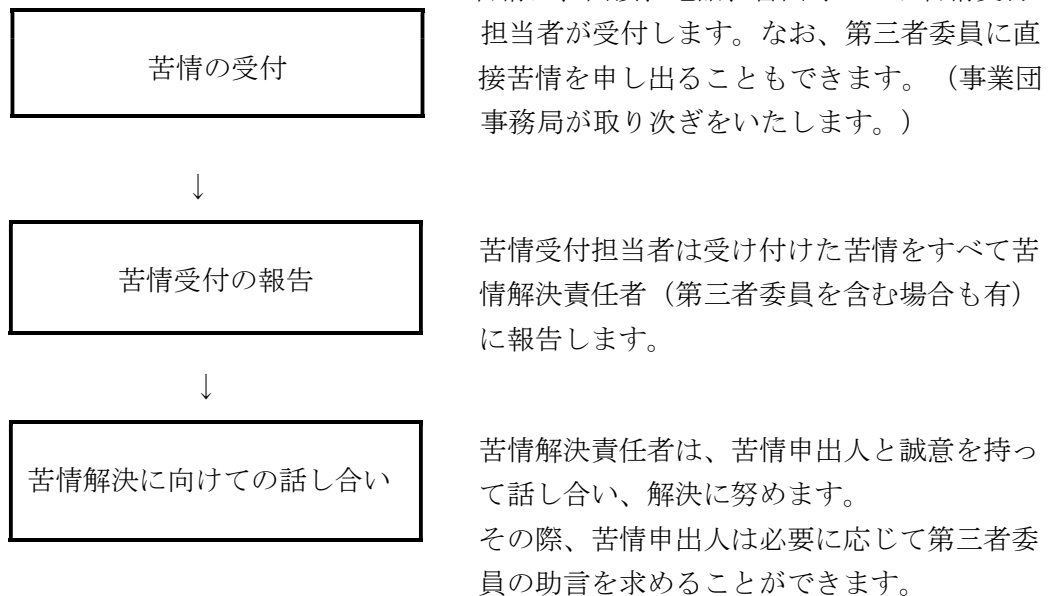 担当者が受付します。なお、第三者委員に直
苦情の受付
接苦情を申し出ることもできます。（事業団
事務局が取り次ぎをいたします。）
↓
苦情受付の報告
苦情受付担当者は受け付けた苦情をすべて苦
情解決責任者（第三者委員を含む場合も有）
に報告します。
↓
苦情解決に向けての話し合い
苦情解決責任者は、苦情申出人と誠意を持っ
て話し合い、解決に努めます。
その際、苦情申出人は必要に応じて第三者委
員の助言を求めることができます。